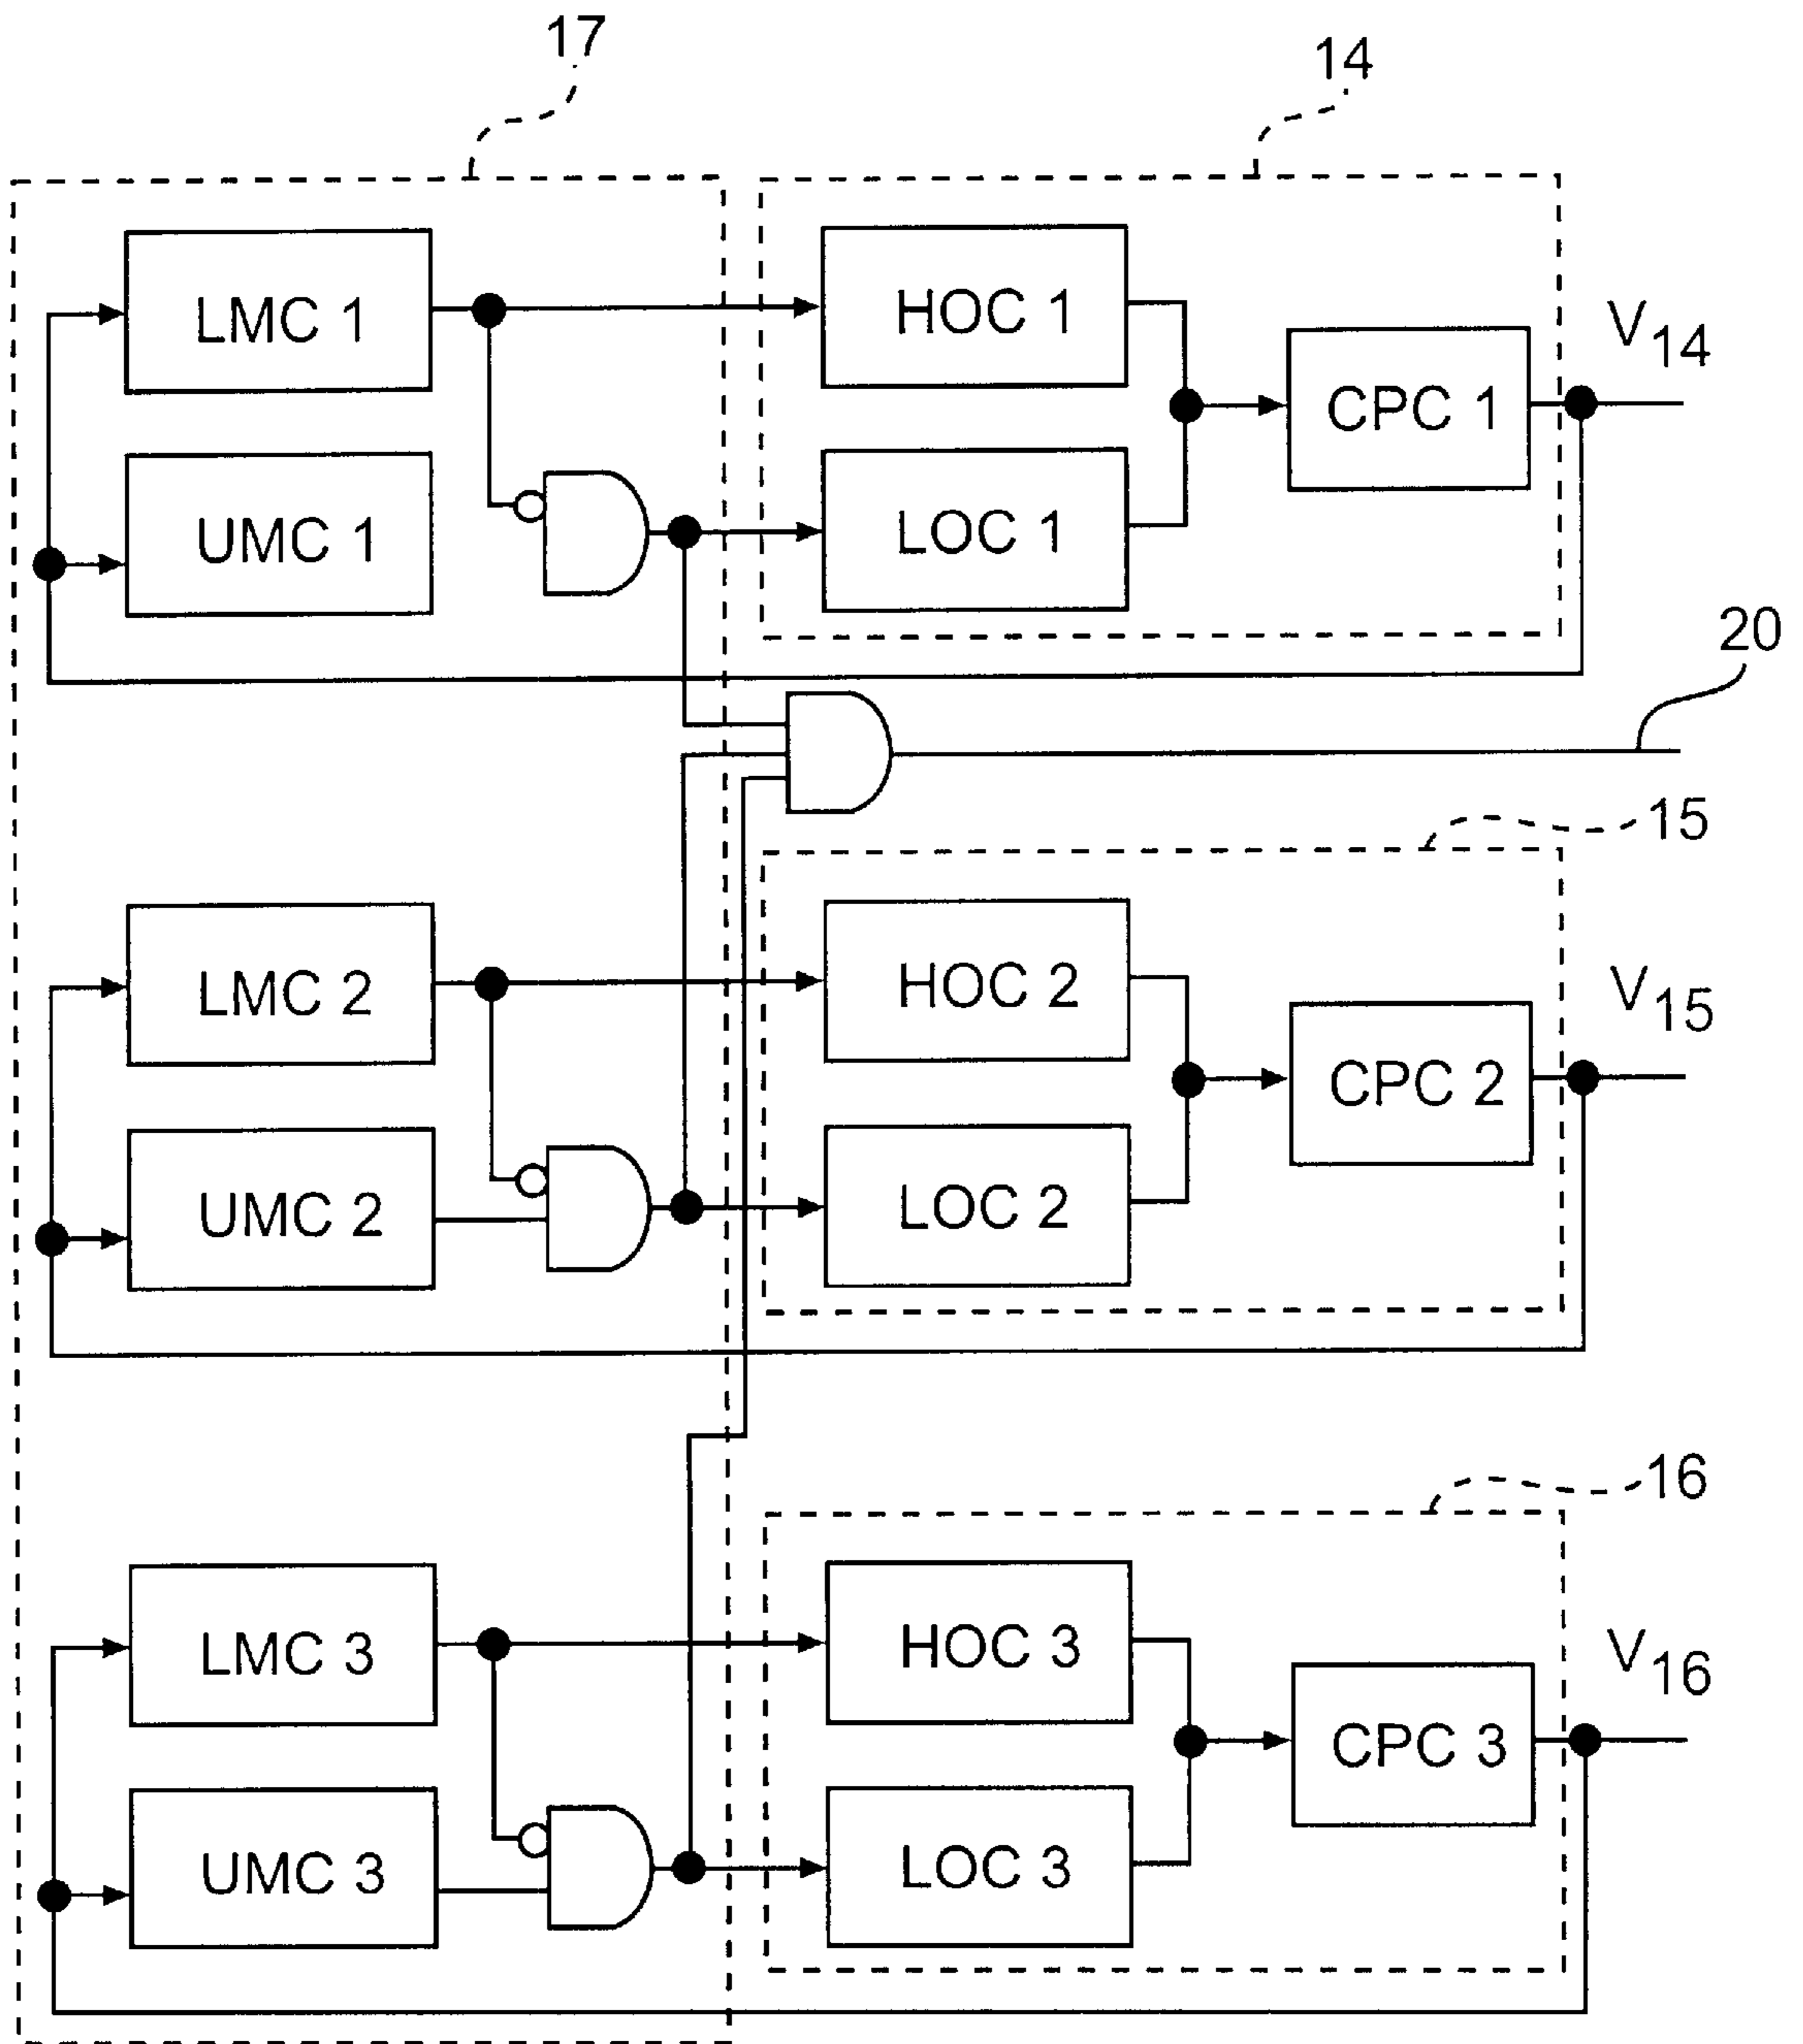 17
14
LMC 1
HOC 1
V14
CPC 1
UMC 1
LOC 1
20
15
LMC 2
HOC 2
V15
CPC 2
UMC 2
LOC 2
16
LMC 3
HOC 3
V16
CPC 3
UMC 3
LOC 3